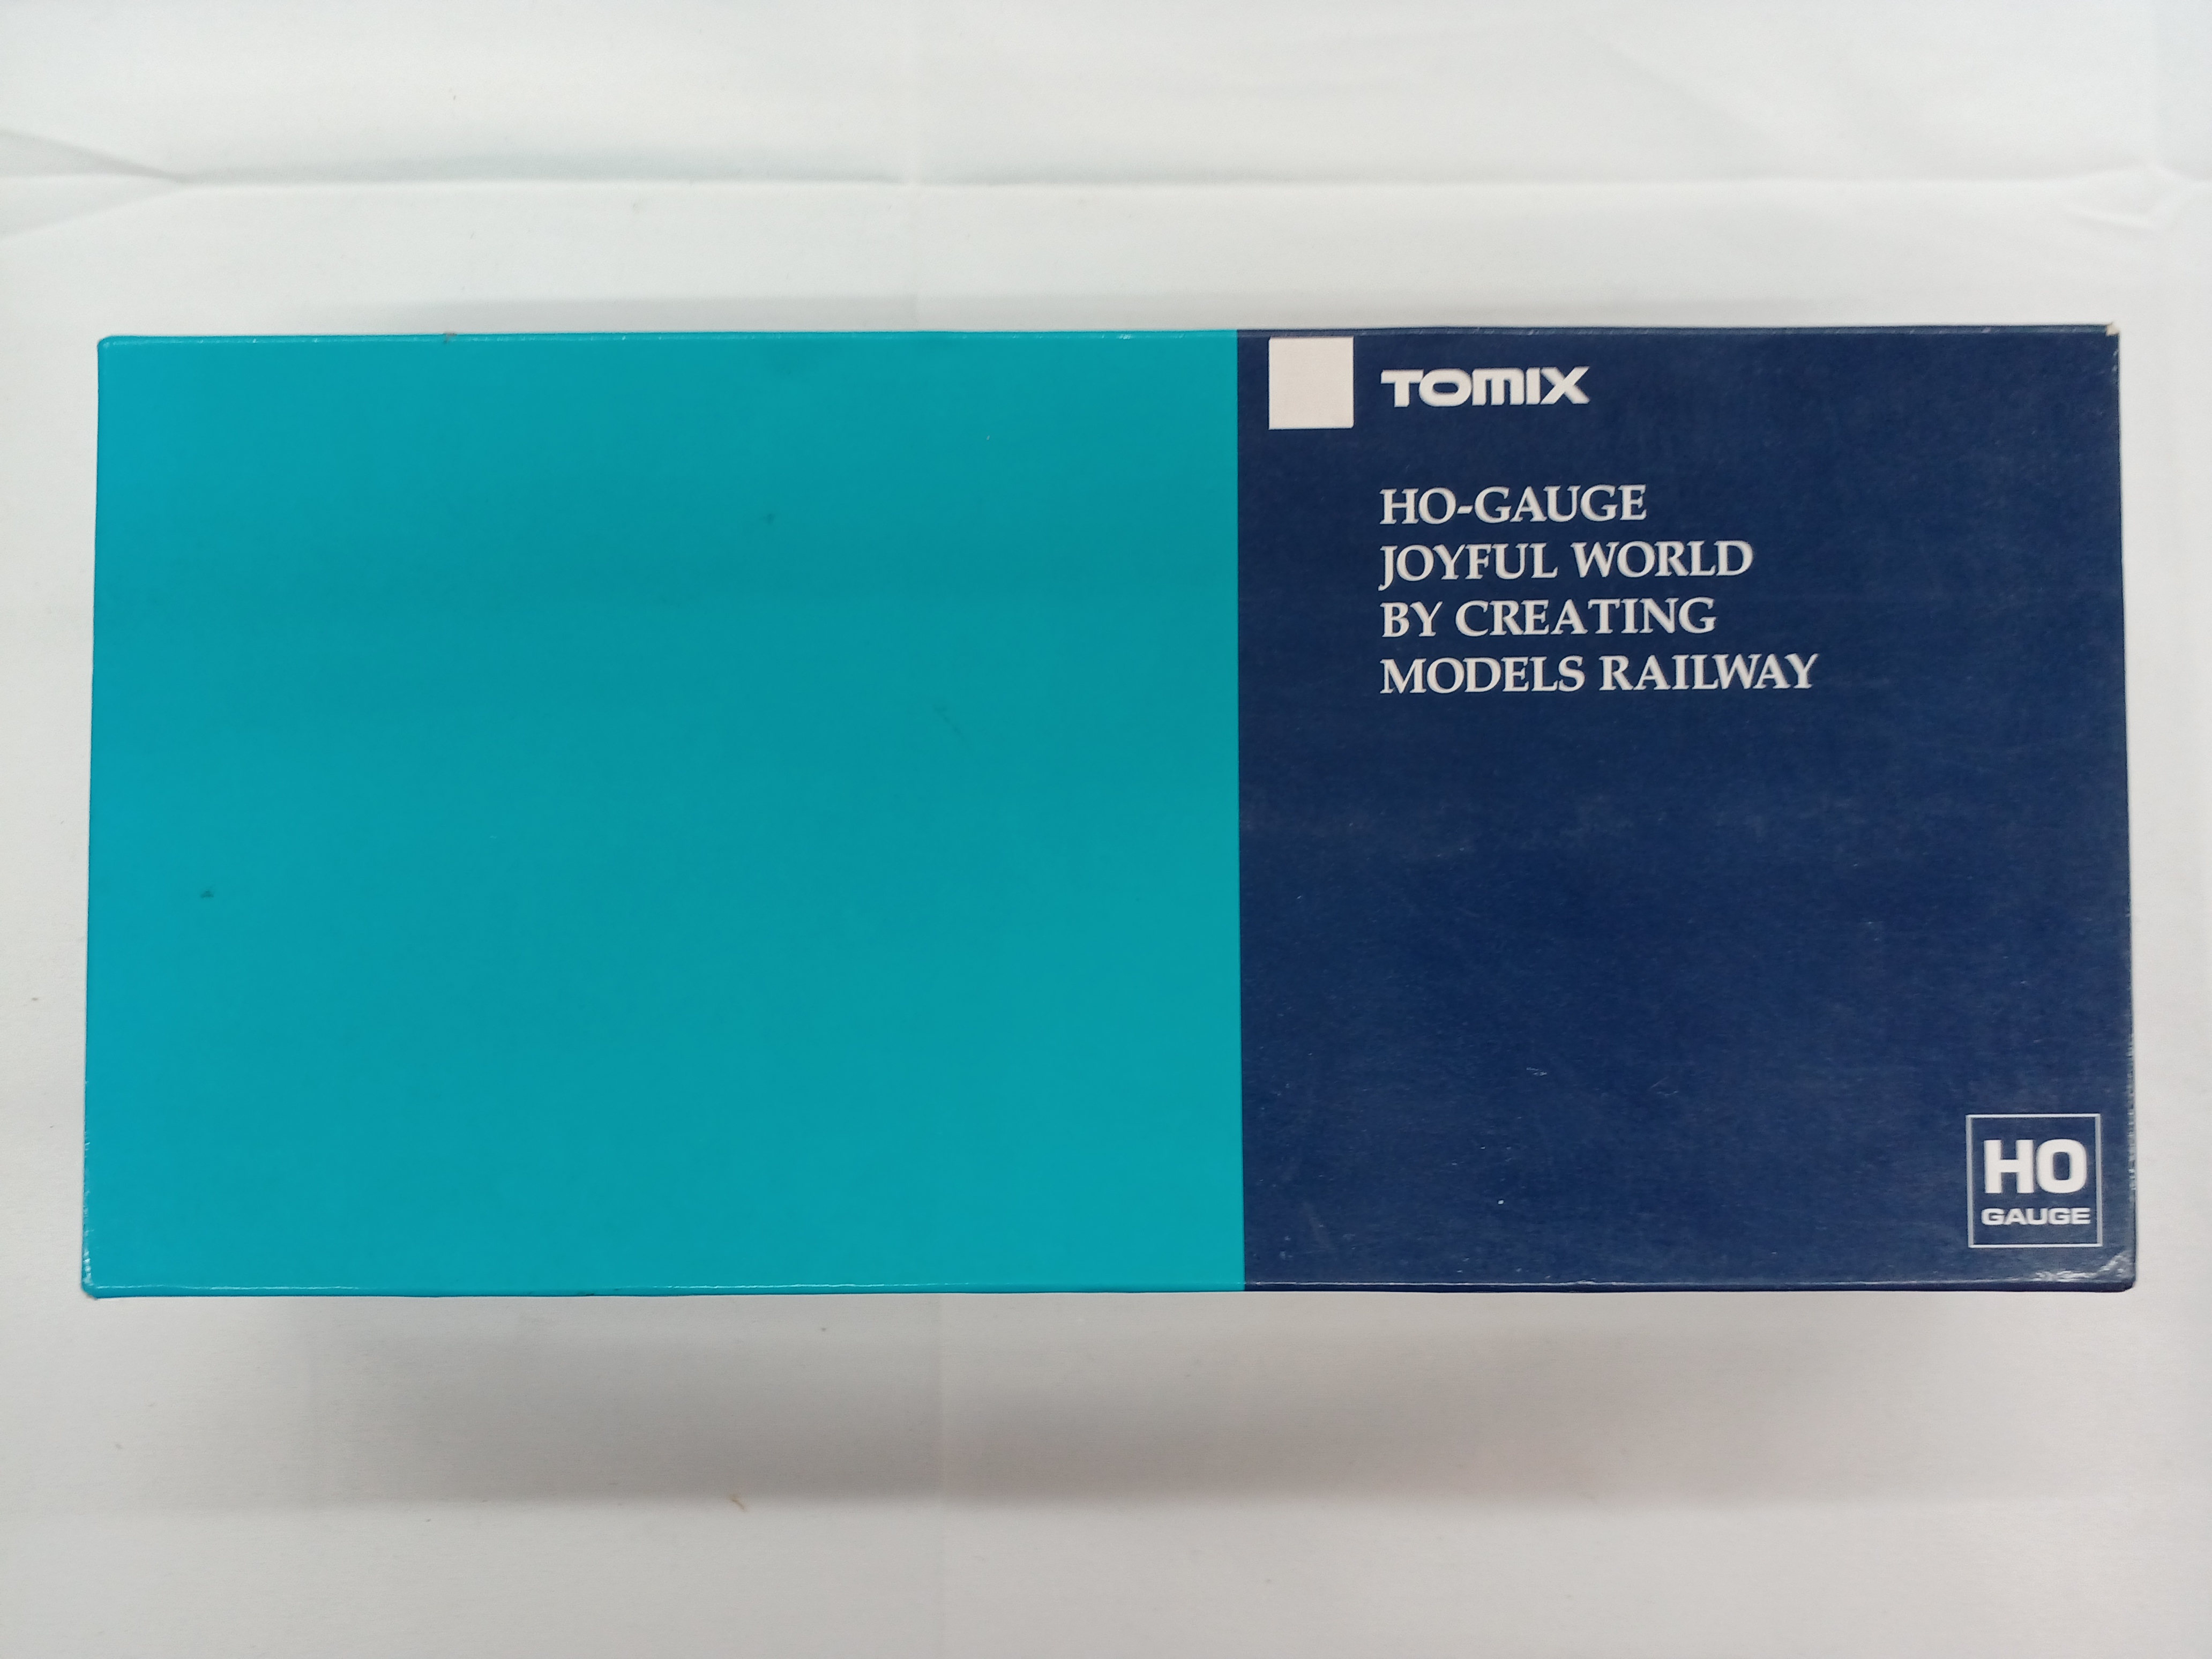 TOMIX
HO-GAUGE
JOYFUL WORLD
BY CREATING
MODELS RAILWAY
HO
GAUGE